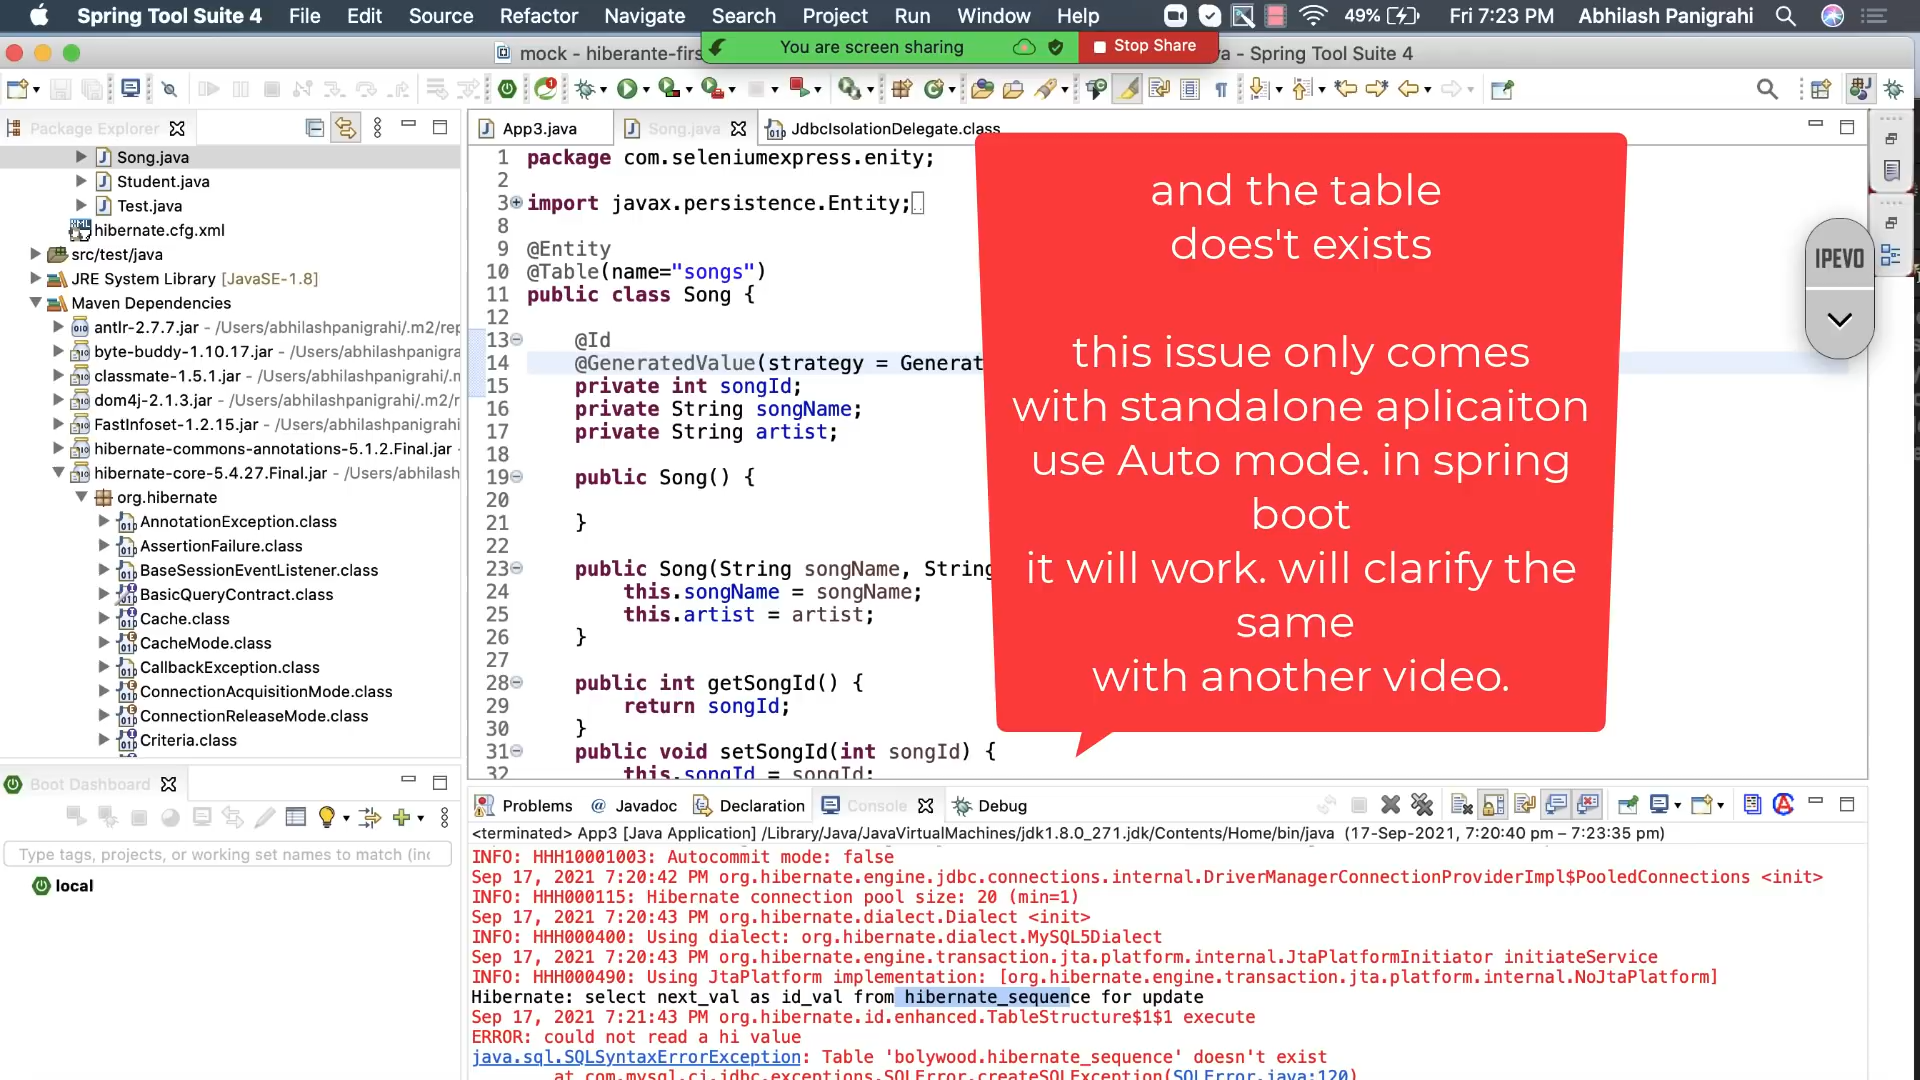 Spring Tool Suite 4 File Edit Source Refactor Navigate Search Project Run Window Help 49% Fri 7:23 PM Abhilash Panigrahi
mock - hiberante-firs
You are screen sharing
Stop Share
a - Spring Tool Suite 4
Package Explorer
Song.java
Student.java
Test.java
hibernate.cfg.xml
src/test/java
JRE System Library [JavaSE-1.8]
Maven Dependencies
antlr-2.7.7.jar - /Users/abhilashpanigrahi/.m2/rep
byte-buddy-1.10.17.jar - /Users/abhilashpanigra
classmate-1.5.1.jar - /Users/abhilashpanigrahi/.
dom4j-2.1.3.jar - /Users/abhilashpanigrahi/.m2/r
FastInfoset-1.2.15.jar - /Users/abhilashpanigrahi
hibernate-commons-annotations-5.1.2.Final.jar -
hibernate-core-5.4.27.Final.jar - /Users/abhilash
org.hibernate
AnnotationException.class
AssertionFailure.class
BaseSessionEventListener.class
BasicQueryContract.class
Cache.class
CacheMode.class
CallbackException.class
ConnectionAcquisitionMode.class
ConnectionReleaseMode.class
Criteria.class
Boot Dashboard
Type tags, projects, or working set names to match (inc
local
App3.java Song.java JdbcIsolationDelegate.class
1 package com.seleniumexpress.enity;
2
3 import javax.persistence.Entity;
8
9 @Entity
10 @Table(name="songs")
11 public class Song {
12
13 @Id
14 @GeneratedValue(strategy = Generat
15 private int songId;
16 private String songName;
17 private String artist;
18
19 public Song() {
20
21 }
22
23 public Song(String songName, String
24 this.songName = songName;
25 this.artist = artist;
26 }
27
28 public int getSongId() {
29 return songId;
30 }
31 public void setSongId(int songId) {
32 this.songId = songId;
and the table
does't exists
this issue only comes
with standalone aplicaiton
use Auto mode. in spring
boot
it will work. will clarify the
same
with another video.
IPEVO
Problems Javadoc Declaration Console Debug
<terminated> App3 [Java Application] /Library/Java/JavaVirtualMachines/jdk1.8.0_271.jdk/Contents/Home/bin/java (17-Sep-2021, 7:20:40 pm – 7:23:35 pm)
INFO: HHH10001003: Autocommit mode: false
Sep 17, 2021 7:20:42 PM org.hibernate.engine.jdbc.connections.internal.DriverManagerConnectionProviderImpl$PooledConnections <init>
INFO: HHH000115: Hibernate connection pool size: 20 (min=1)
Sep 17, 2021 7:20:43 PM org.hibernate.dialect.Dialect <init>
INFO: HHH000400: Using dialect: org.hibernate.dialect.MySQL5Dialect
Sep 17, 2021 7:20:43 PM org.hibernate.engine.transaction.jta.platform.internal.JtaPlatformInitiator initiateService
INFO: HHH000490: Using JtaPlatform implementation: [org.hibernate.engine.transaction.jta.platform.internal.NoJtaPlatform]
Hibernate: select next_val as id_val from hibernate_sequence for update
Sep 17, 2021 7:21:43 PM org.hibernate.id.enhanced.TableStructure$1$1 execute
ERROR: could not read a hi value
java.sql.SQLSyntaxErrorException: Table 'bolywood.hibernate_sequence' doesn't exist
at com.mysql.cj.jdbc.exceptions.SQLError.createSQLException(SQLError.java:120)